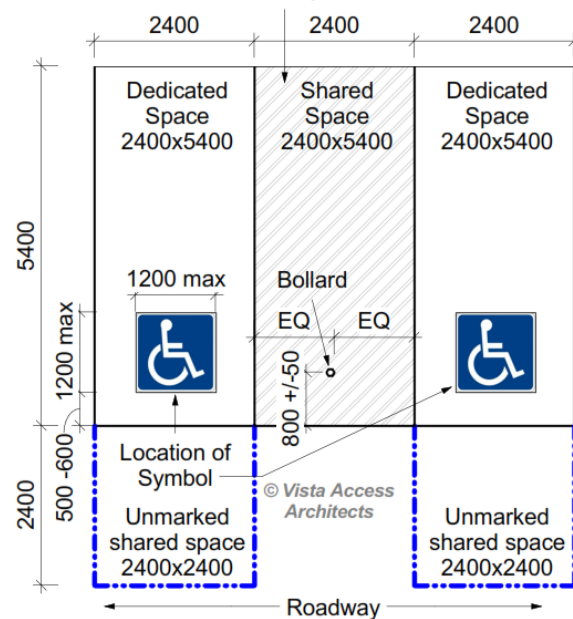 2400
2400
2400
Dedicated
Space
2400x5400
Shared
Space
2400x5400
Dedicated
Space
2400x5400
5400
1200 max
Bollard
EQ
EQ
1200 max
800 +/-50
500 -600
Location of
Symbol
© Vista Access
Architects
2400
Unmarked
shared space
2400x2400
Unmarked
shared space
2400x2400
Roadway